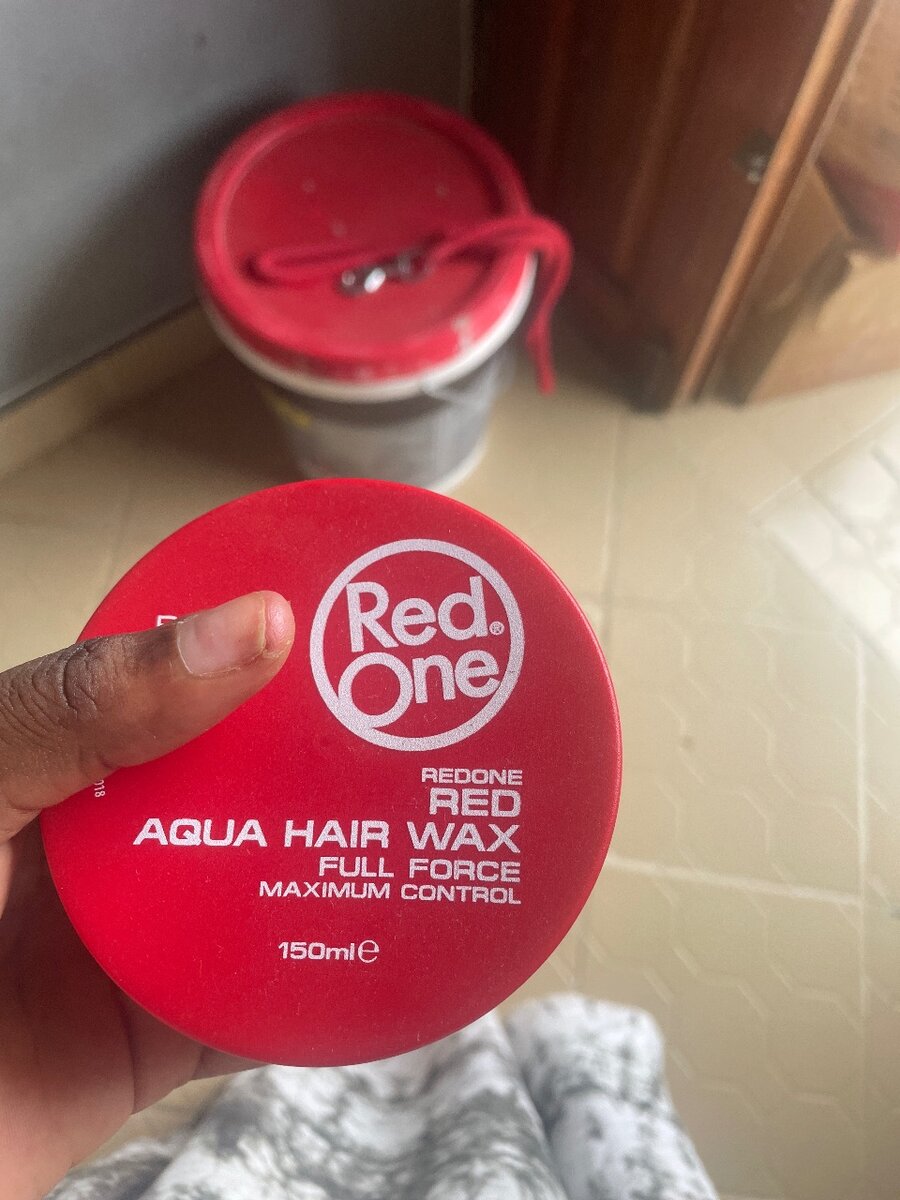 Red®
One
REDONE
RED
AQUA HAIR WAX
FULL FORCE
MAXIMUM CONTROL
150ml℮